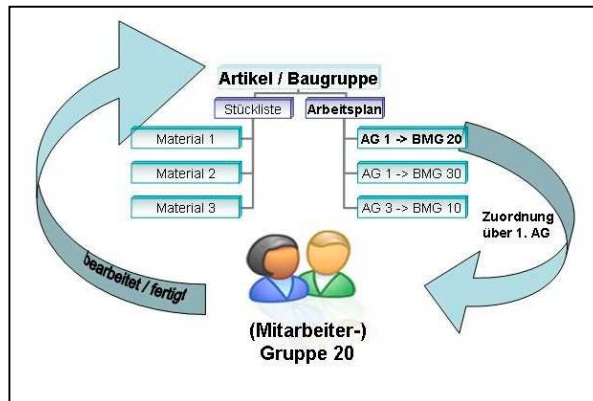 Artikel / Baugruppe
Stückliste
Arbeitsplan
Material 1
AG 1 -> BMG 20
Material 2
AG 1 -> BMG 30
Material 3
AG 3 -> BMG 10
Zuordnung
über 1. AG
bearbeitet / fertigt
(Mitarbeiter-)
Gruppe 20